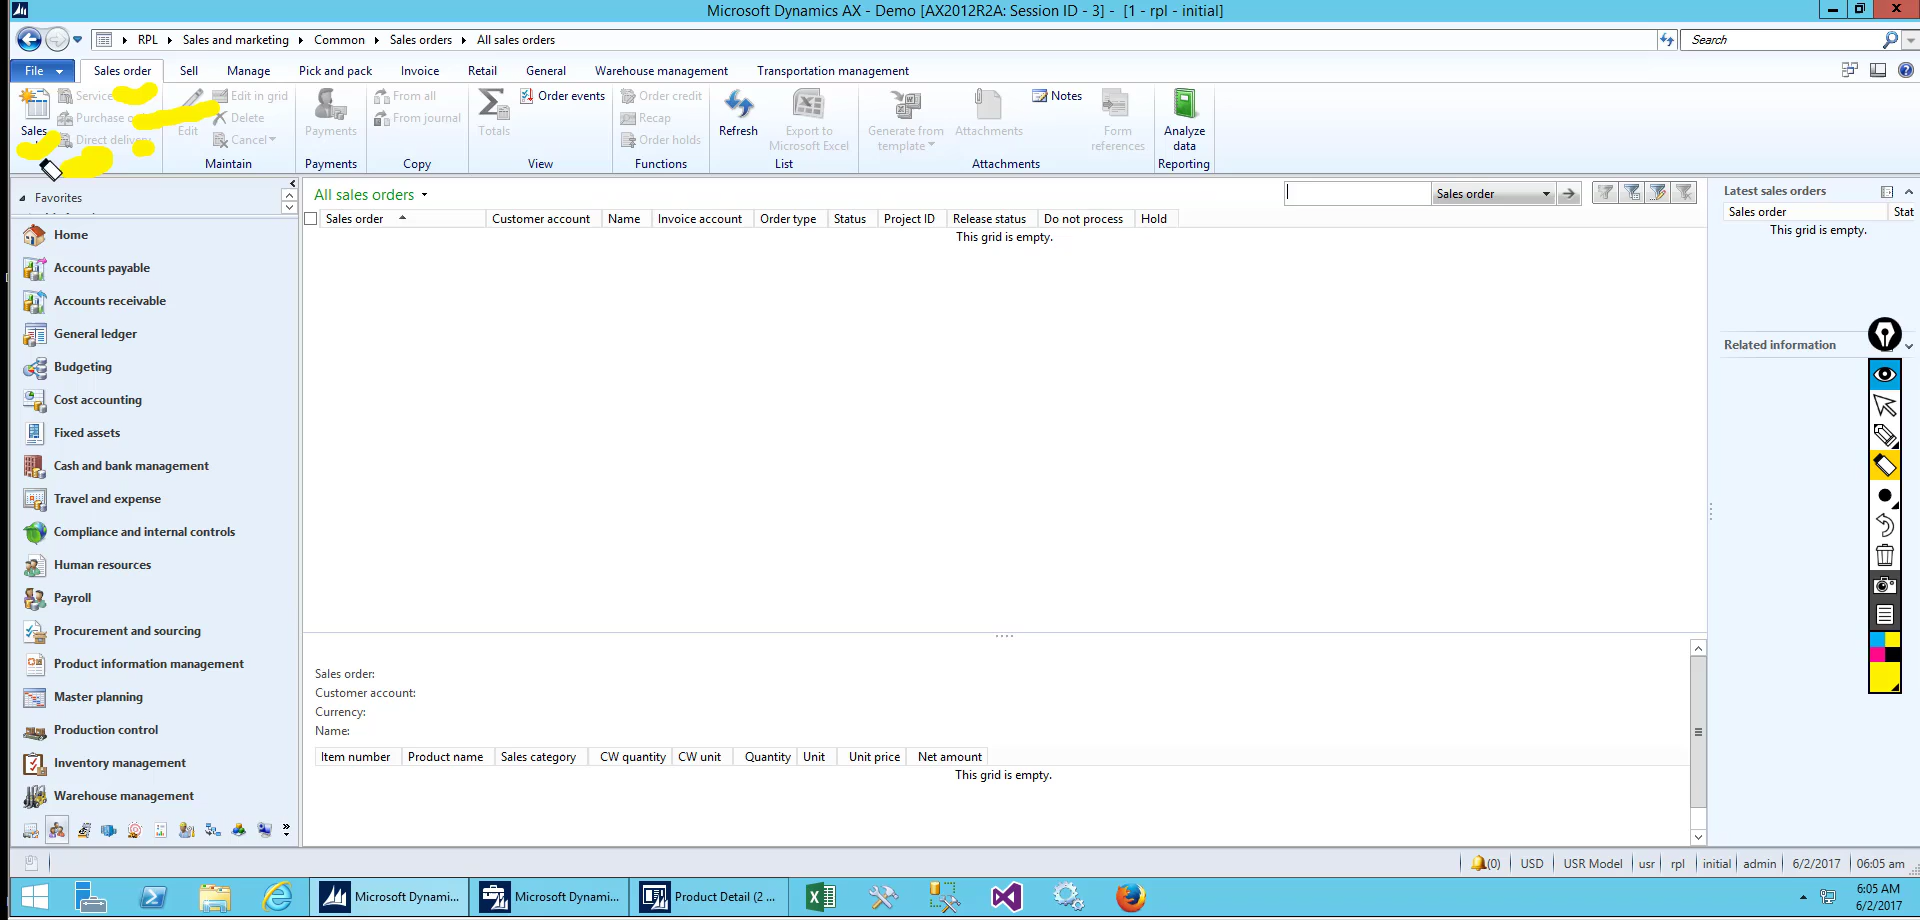 Microsoft Dynamics AX - Demo [AX2012R2A: Session ID - 3] - [1 - rpl - initial]
RPL Sales and marketing Common Sales orders All sales orders Search
File Sales order Sell Manage Pick and pack Invoice Retail General Warehouse management Transportation management
Service Edit in grid From all Order events Order credit Notes
Purchase Delete From journal Recap
Sales Direct delivery Edit Cancel Payments Totals Order holds Refresh Export to Microsoft Excel Generate from template Attachments Form references Analyze data
Maintain Payments Copy View Functions List Attachments Reporting
Favorites
All sales orders Sales order
Sales order Customer account Name Invoice account Order type Status Project ID Release status Do not process Hold
This grid is empty.
Latest sales orders
Sales order Stat
This grid is empty.
Related information
Home
Accounts payable
Accounts receivable
General ledger
Budgeting
Cost accounting
Fixed assets
Cash and bank management
Travel and expense
Compliance and internal controls
Human resources
Payroll
Procurement and sourcing
Product information management
Master planning
Production control
Inventory management
Warehouse management
Sales order:
Customer account:
Currency:
Name:
Item number Product name Sales category CW quantity CW unit Quantity Unit Unit price Net amount
This grid is empty.
(0) USD USR Model usr rpl initial admin 6/2/2017 06:05 am
Microsoft Dynami... Microsoft Dynami... Product Detail (2 ... 6:05 AM
6/2/2017